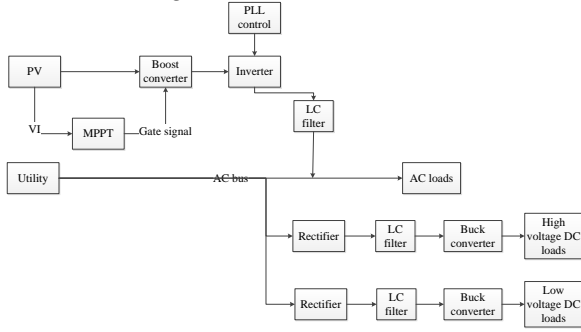 PLL
control
PV
Boost
converter
Inverter
LC
filter
VI
MPPT
Gate signal
Utility
AC bus
AC loads
Rectifier
LC
filter
Buck
converter
High
voltage DC
loads
Rectifier
LC
filter
Buck
converter
Low
voltage DC
loads